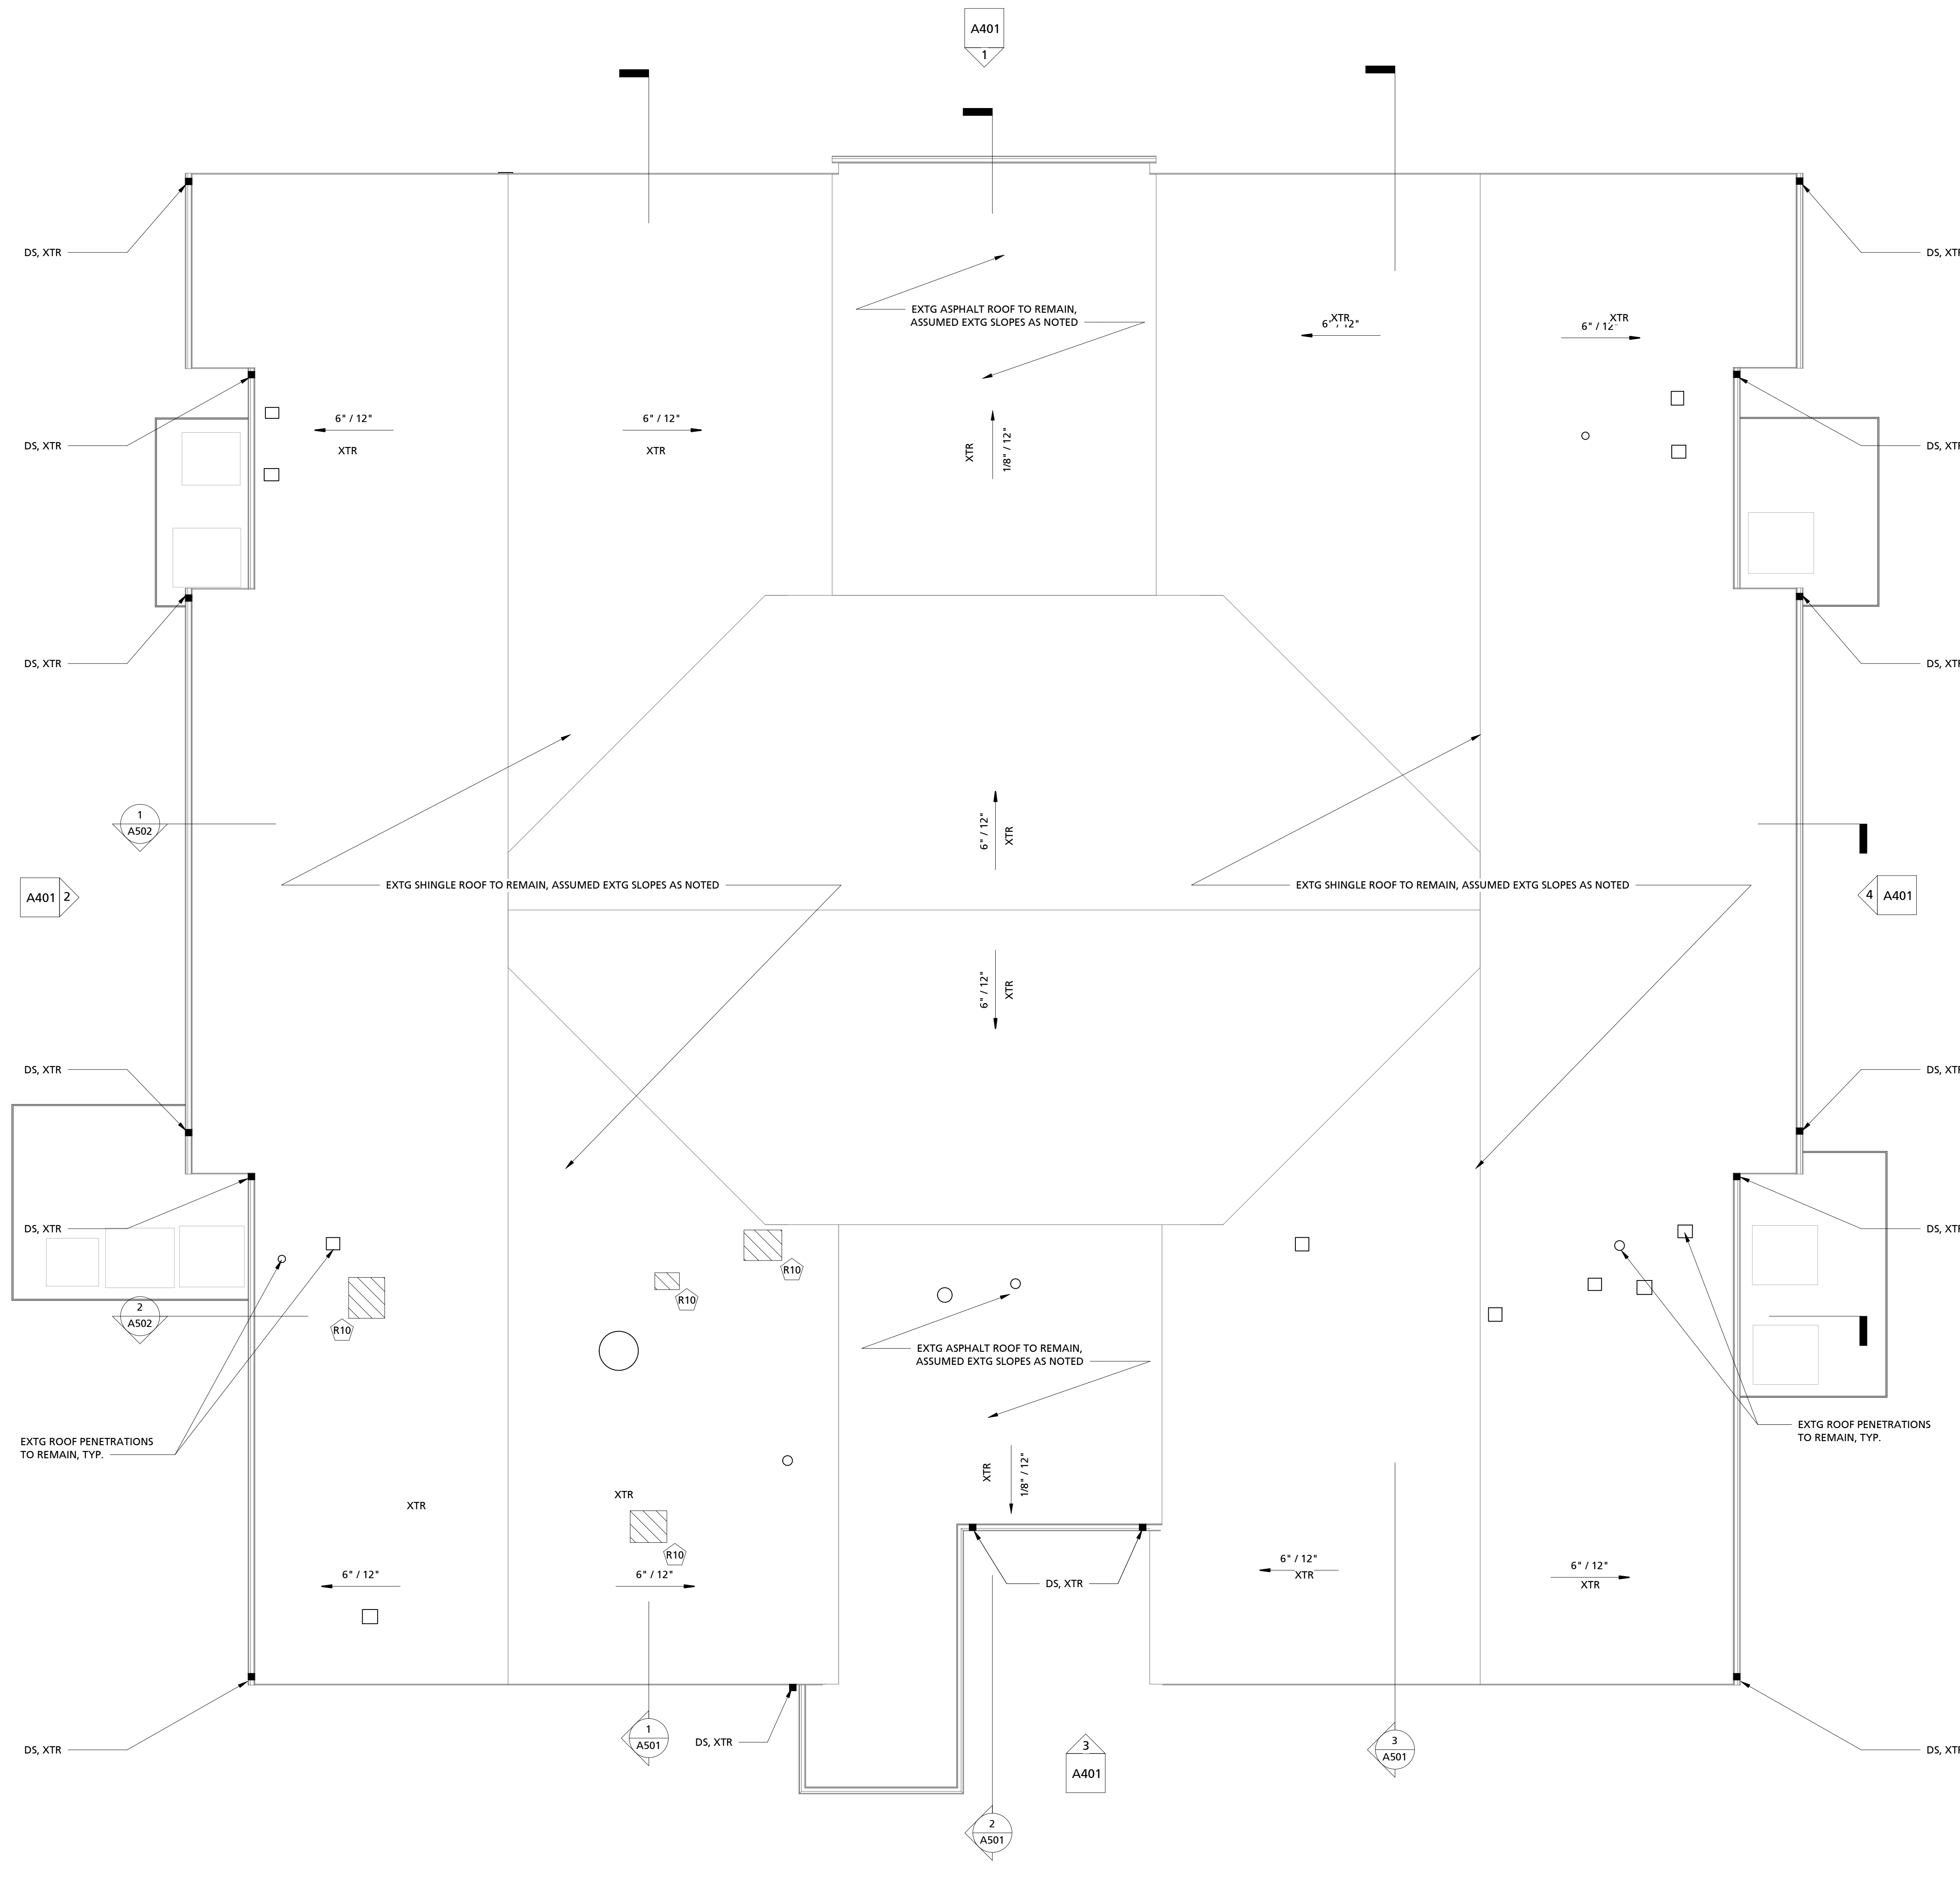 A401
1
DS, XTR
DS, XTR
EXTG ASPHALT ROOF TO REMAIN,
ASSUMED EXTG SLOPES AS NOTED
XTR
6" / 12"
XTR
6" / 12"
6" / 12"
XTR
6" / 12"
XTR
XTR
1/8" / 12"
DS, XTR
DS, XTR
DS, XTR
DS, XTR
1
A502
6" / 12"
XTR
A401
2
EXTG SHINGLE ROOF TO REMAIN, ASSUMED EXTG SLOPES AS NOTED
EXTG SHINGLE ROOF TO REMAIN, ASSUMED EXTG SLOPES AS NOTED
4
A401
6" / 12"
XTR
DS, XTR
DS, XTR
DS, XTR
DS, XTR
R10
R10
R10
2
A502
EXTG ASPHALT ROOF TO REMAIN,
ASSUMED EXTG SLOPES AS NOTED
EXTG ROOF PENETRATIONS
TO REMAIN, TYP.
EXTG ROOF PENETRATIONS
TO REMAIN, TYP.
XTR
1/8" / 12"
XTR
XTR
R10
6" / 12"
6" / 12"
DS, XTR
6" / 12"
XTR
6" / 12"
XTR
DS, XTR
1
A501
DS, XTR
3
A401
3
A501
DS, XTR
2
A501